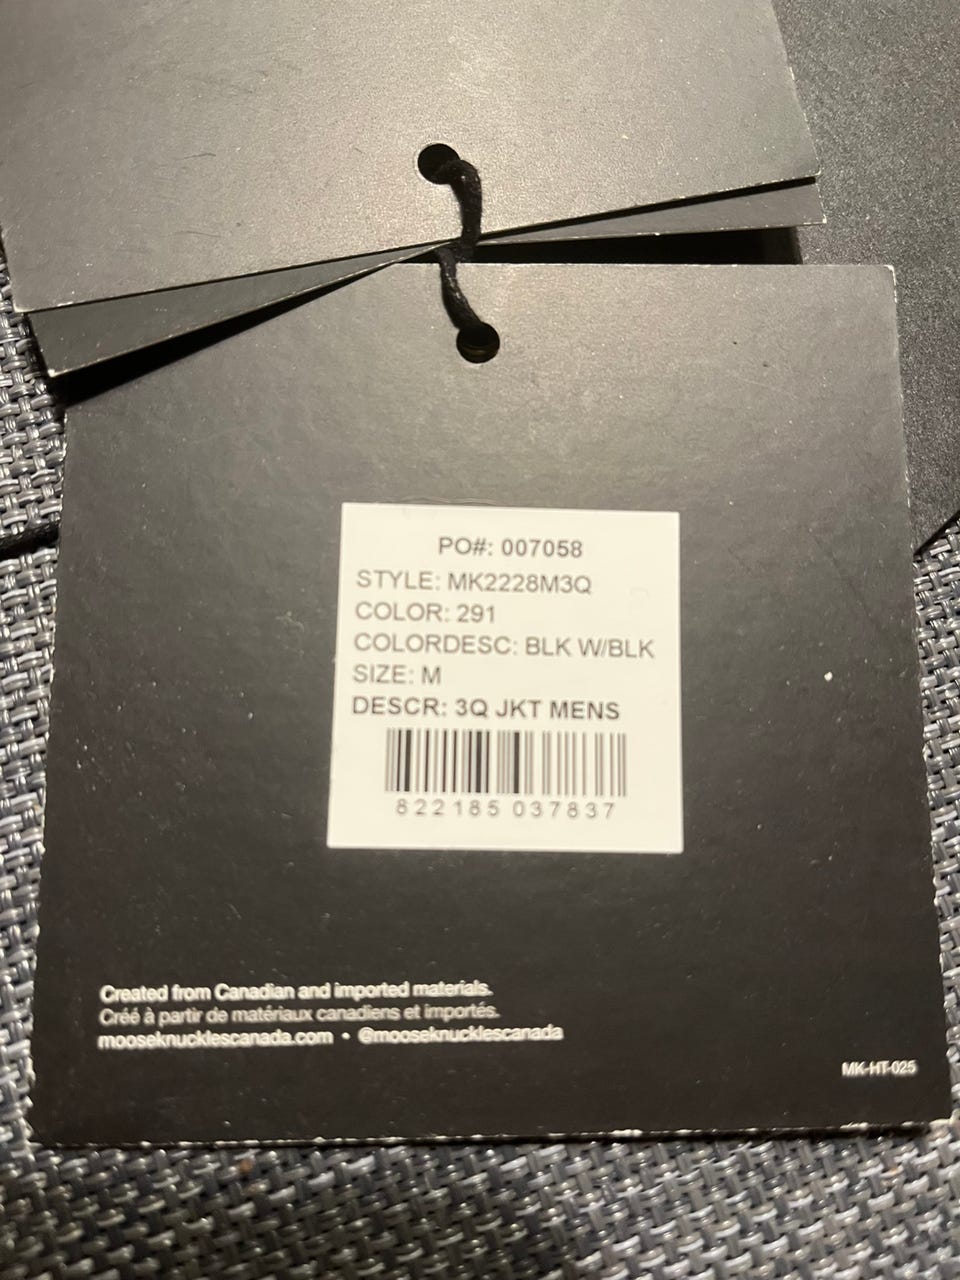 PO#: 007058
STYLE: MK2228M3Q
COLOR: 291
COLORDESC: BLK W/BLK
SIZE: M
DESCR: 3Q JKT MENS
822185 037837
Created from Canadian and imported materials.
Créé à partir de matériaux canadiens et importés.
mooseknucklescanada.com • @mooseknucklescanada
MK-HT-025